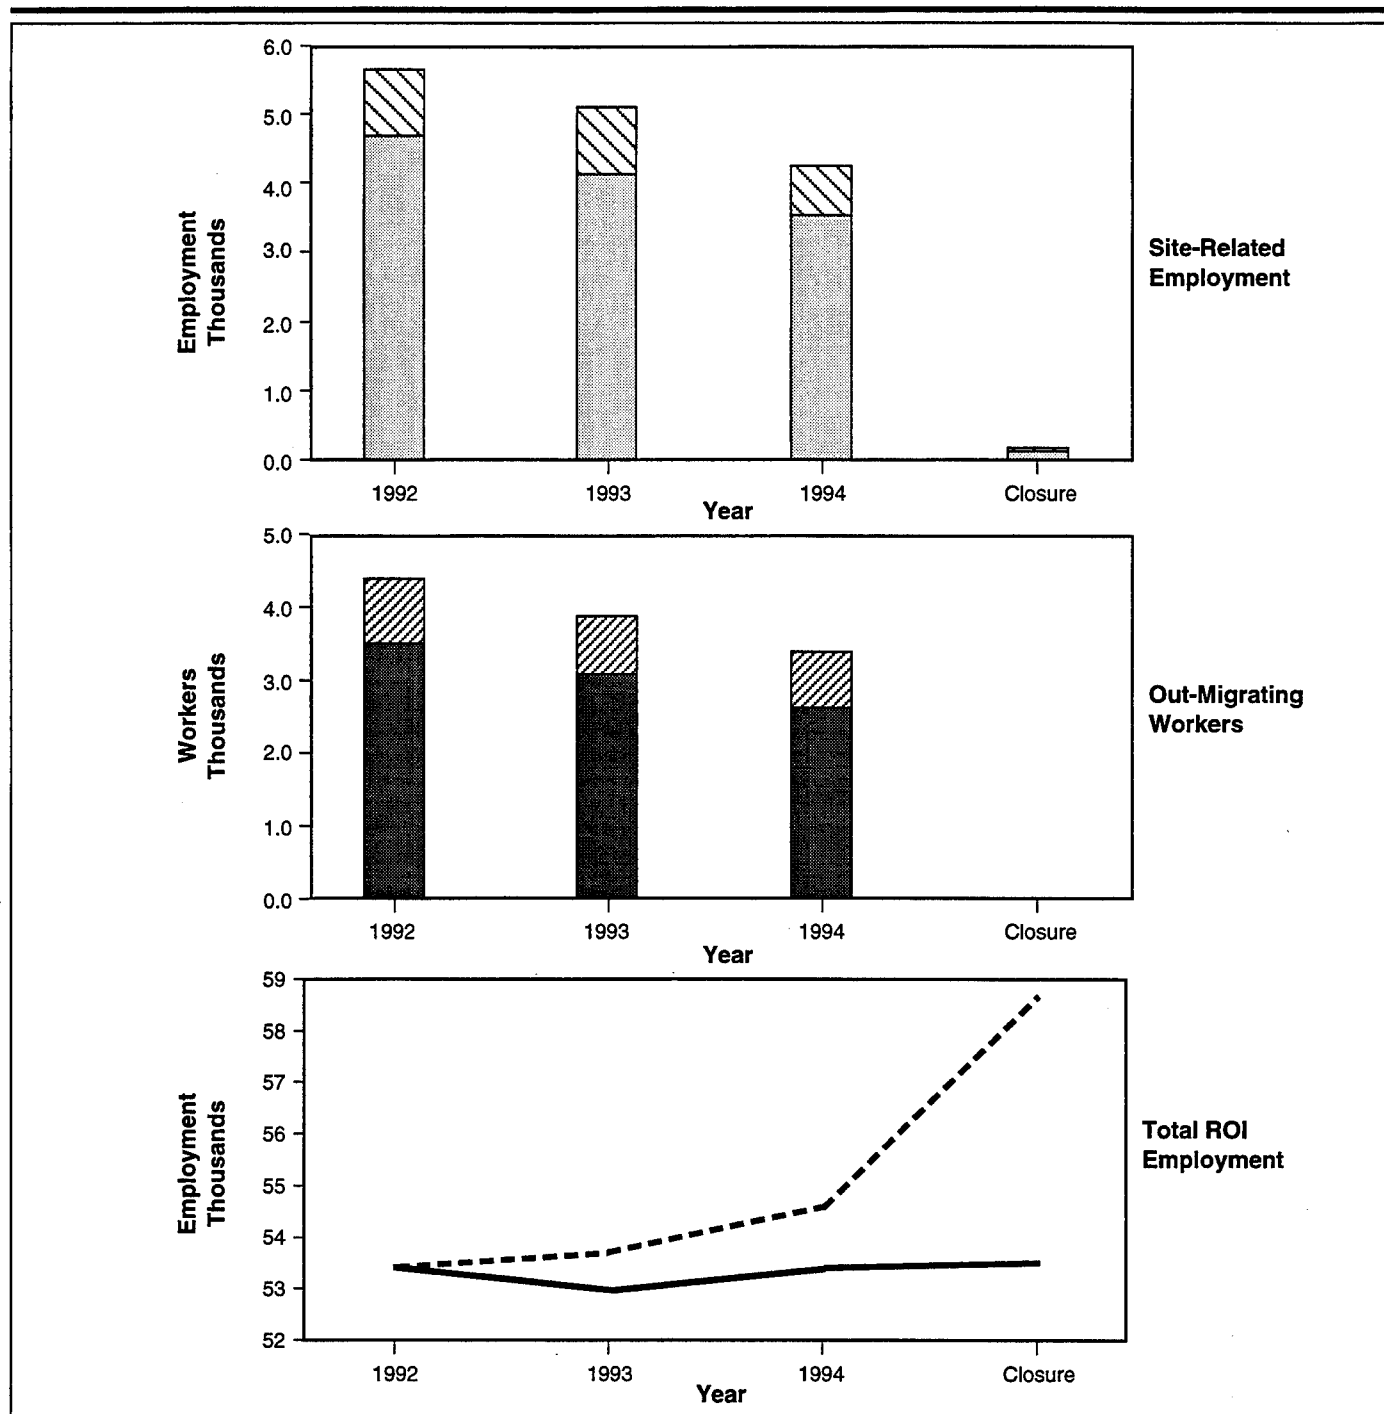 6.0
5.0
4.0
3.0
2.0
1.0
0.0
Employment
Thousands
1992
1993
1994
Closure
Year
Site-Related
Employment
5.0
4.0
3.0
2.0
1.0
0.0
Workers
Thousands
1992
1993
1994
Closure
Year
Out-Migrating
Workers
59
58
57
56
55
54
53
52
Employment
Thousands
1992
1993
1994
Closure
Year
Total ROI
Employment